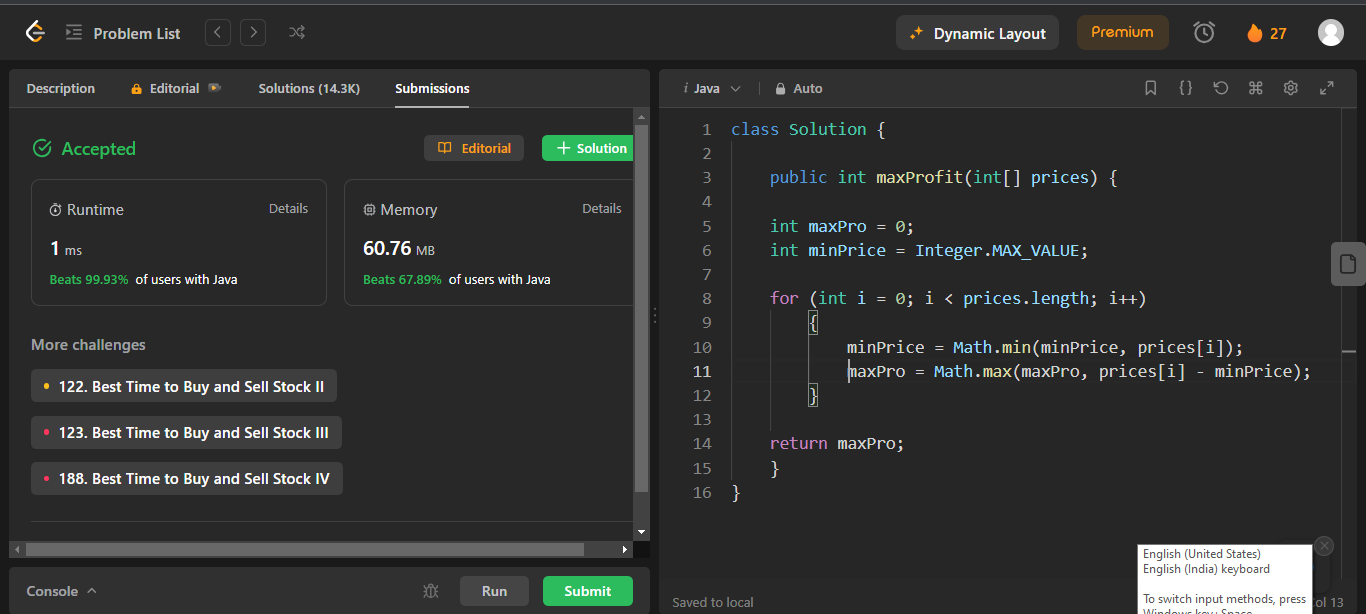 Problem List
Dynamic Layout
Premium
27
Description
Editorial
Solutions (14.3K)
Submissions
Accepted
Editorial
Solution
Runtime
Details
1 ms
Beats 99.93% of users with Java
Memory
Details
60.76 MB
Beats 67.89% of users with Java
More challenges
122. Best Time to Buy and Sell Stock II
123. Best Time to Buy and Sell Stock III
188. Best Time to Buy and Sell Stock IV
Console
Run
Submit
i Java
Auto
1 class Solution {
2
3 public int maxProfit(int[] prices) {
4
5 int maxPro = 0;
6 int minPrice = Integer.MAX_VALUE;
7
8 for (int i = 0; i < prices.length; i++)
9 {
10 minPrice = Math.min(minPrice, prices[i]);
11 maxPro = Math.max(maxPro, prices[i] - minPrice);
12 }
13
14 return maxPro;
15 }
16 }
Saved to local
ol 13
English (United States)
English (India) keyboard
To switch input methods, press
Windows key+Space